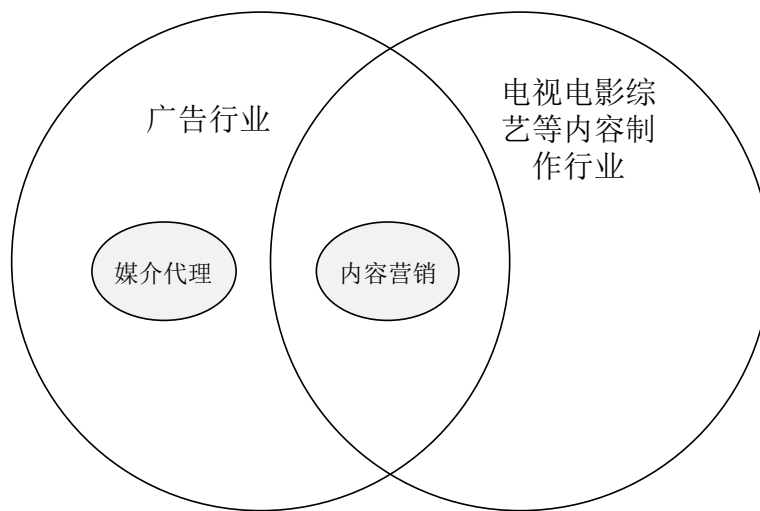 广告行业
电视电影综
艺等内容制
作行业
媒介代理
内容营销